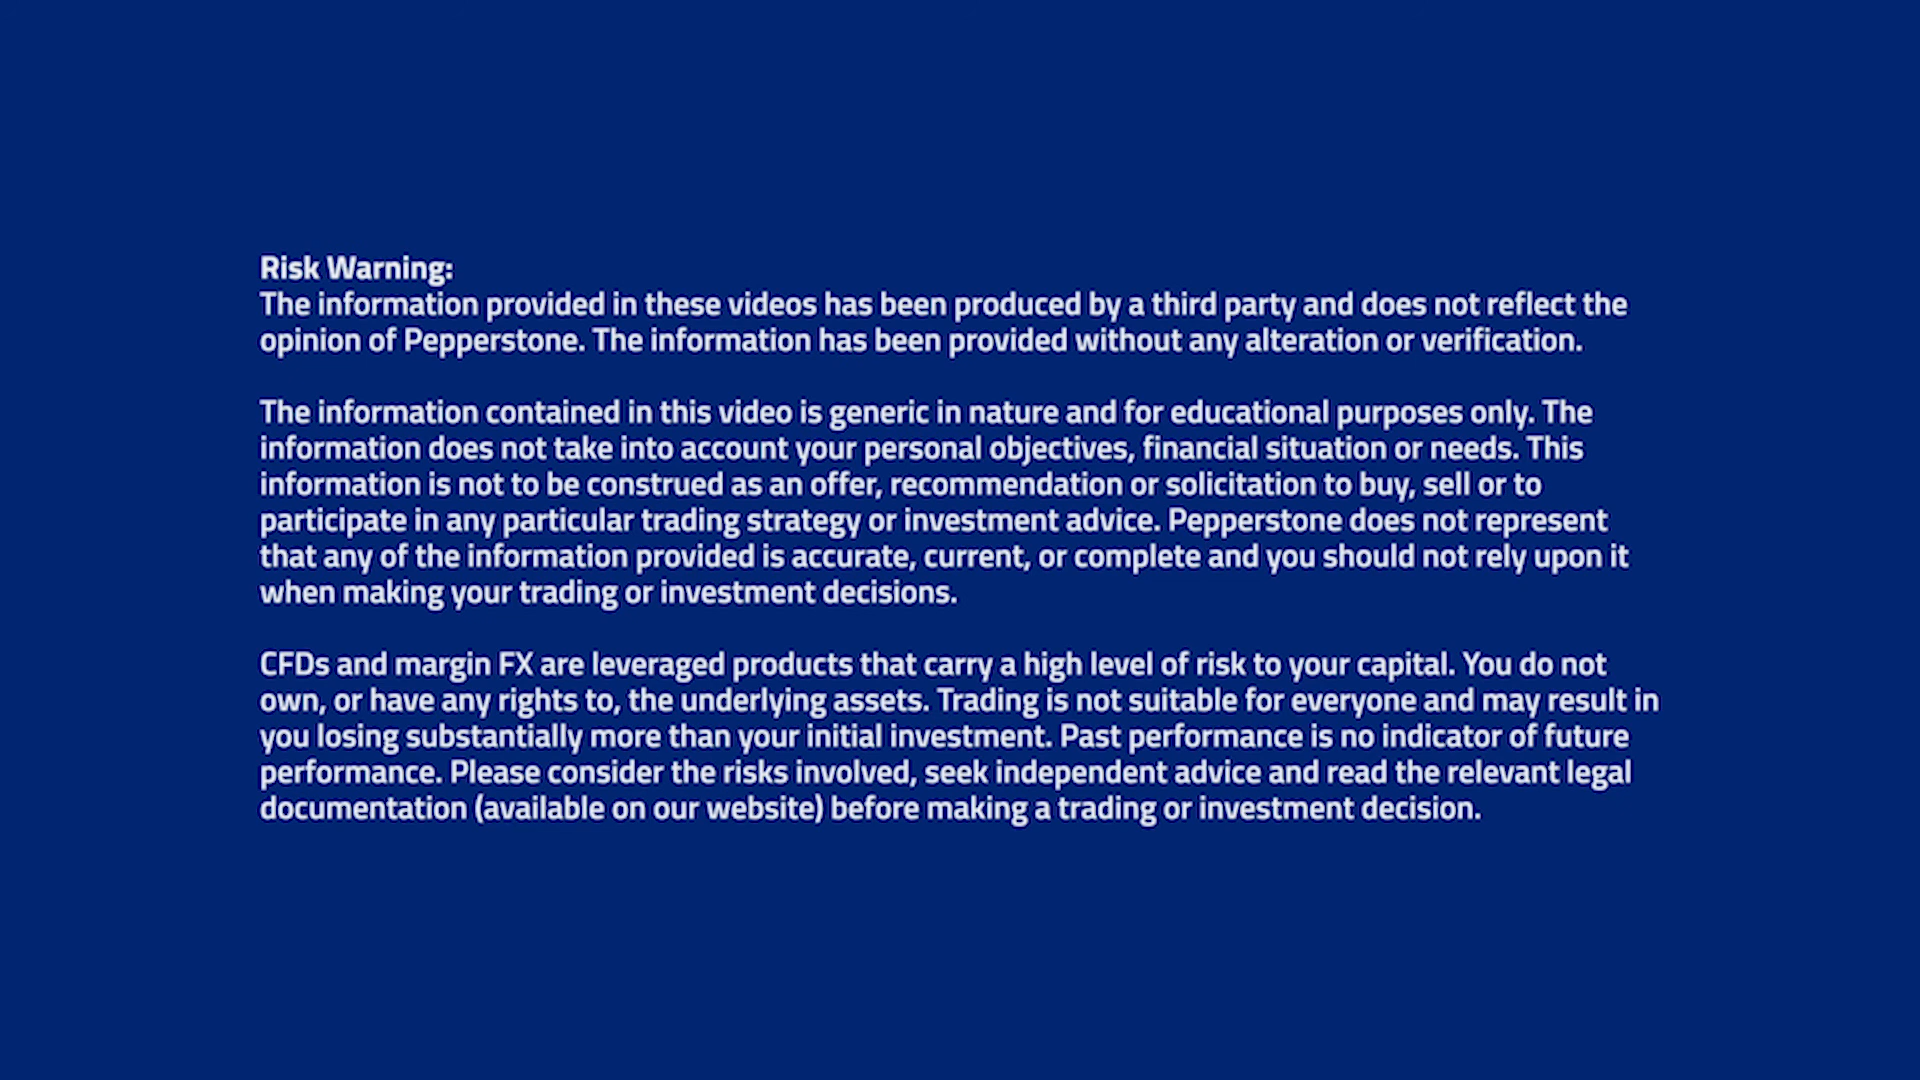 Risk Warning:
The information provided in these videos has been produced by a third party and does not reflect the
opinion of Pepperstone. The information has been provided without any alteration or verification.
The information contained in this video is generic in nature and for educational purposes only. The
information does not take into account your personal objectives, financial situation or needs. This
information is not to be construed as an offer, recommendation or solicitation to buy, sell or to
participate in any particular trading strategy or investment advice. Pepperstone does not represent
that any of the information provided is accurate, current, or complete and you should not rely upon it
when making your trading or investment decisions.
CFDs and margin FX are leveraged products that carry a high level of risk to your capital. You do not
own, or have any rights to, the underlying assets. Trading is not suitable for everyone and may result in
you losing substantially more than your initial investment. Past performance is no indicator of future
performance. Please consider the risks involved, seek independent advice and read the relevant legal
documentation (available on our website) before making a trading or investment decision.